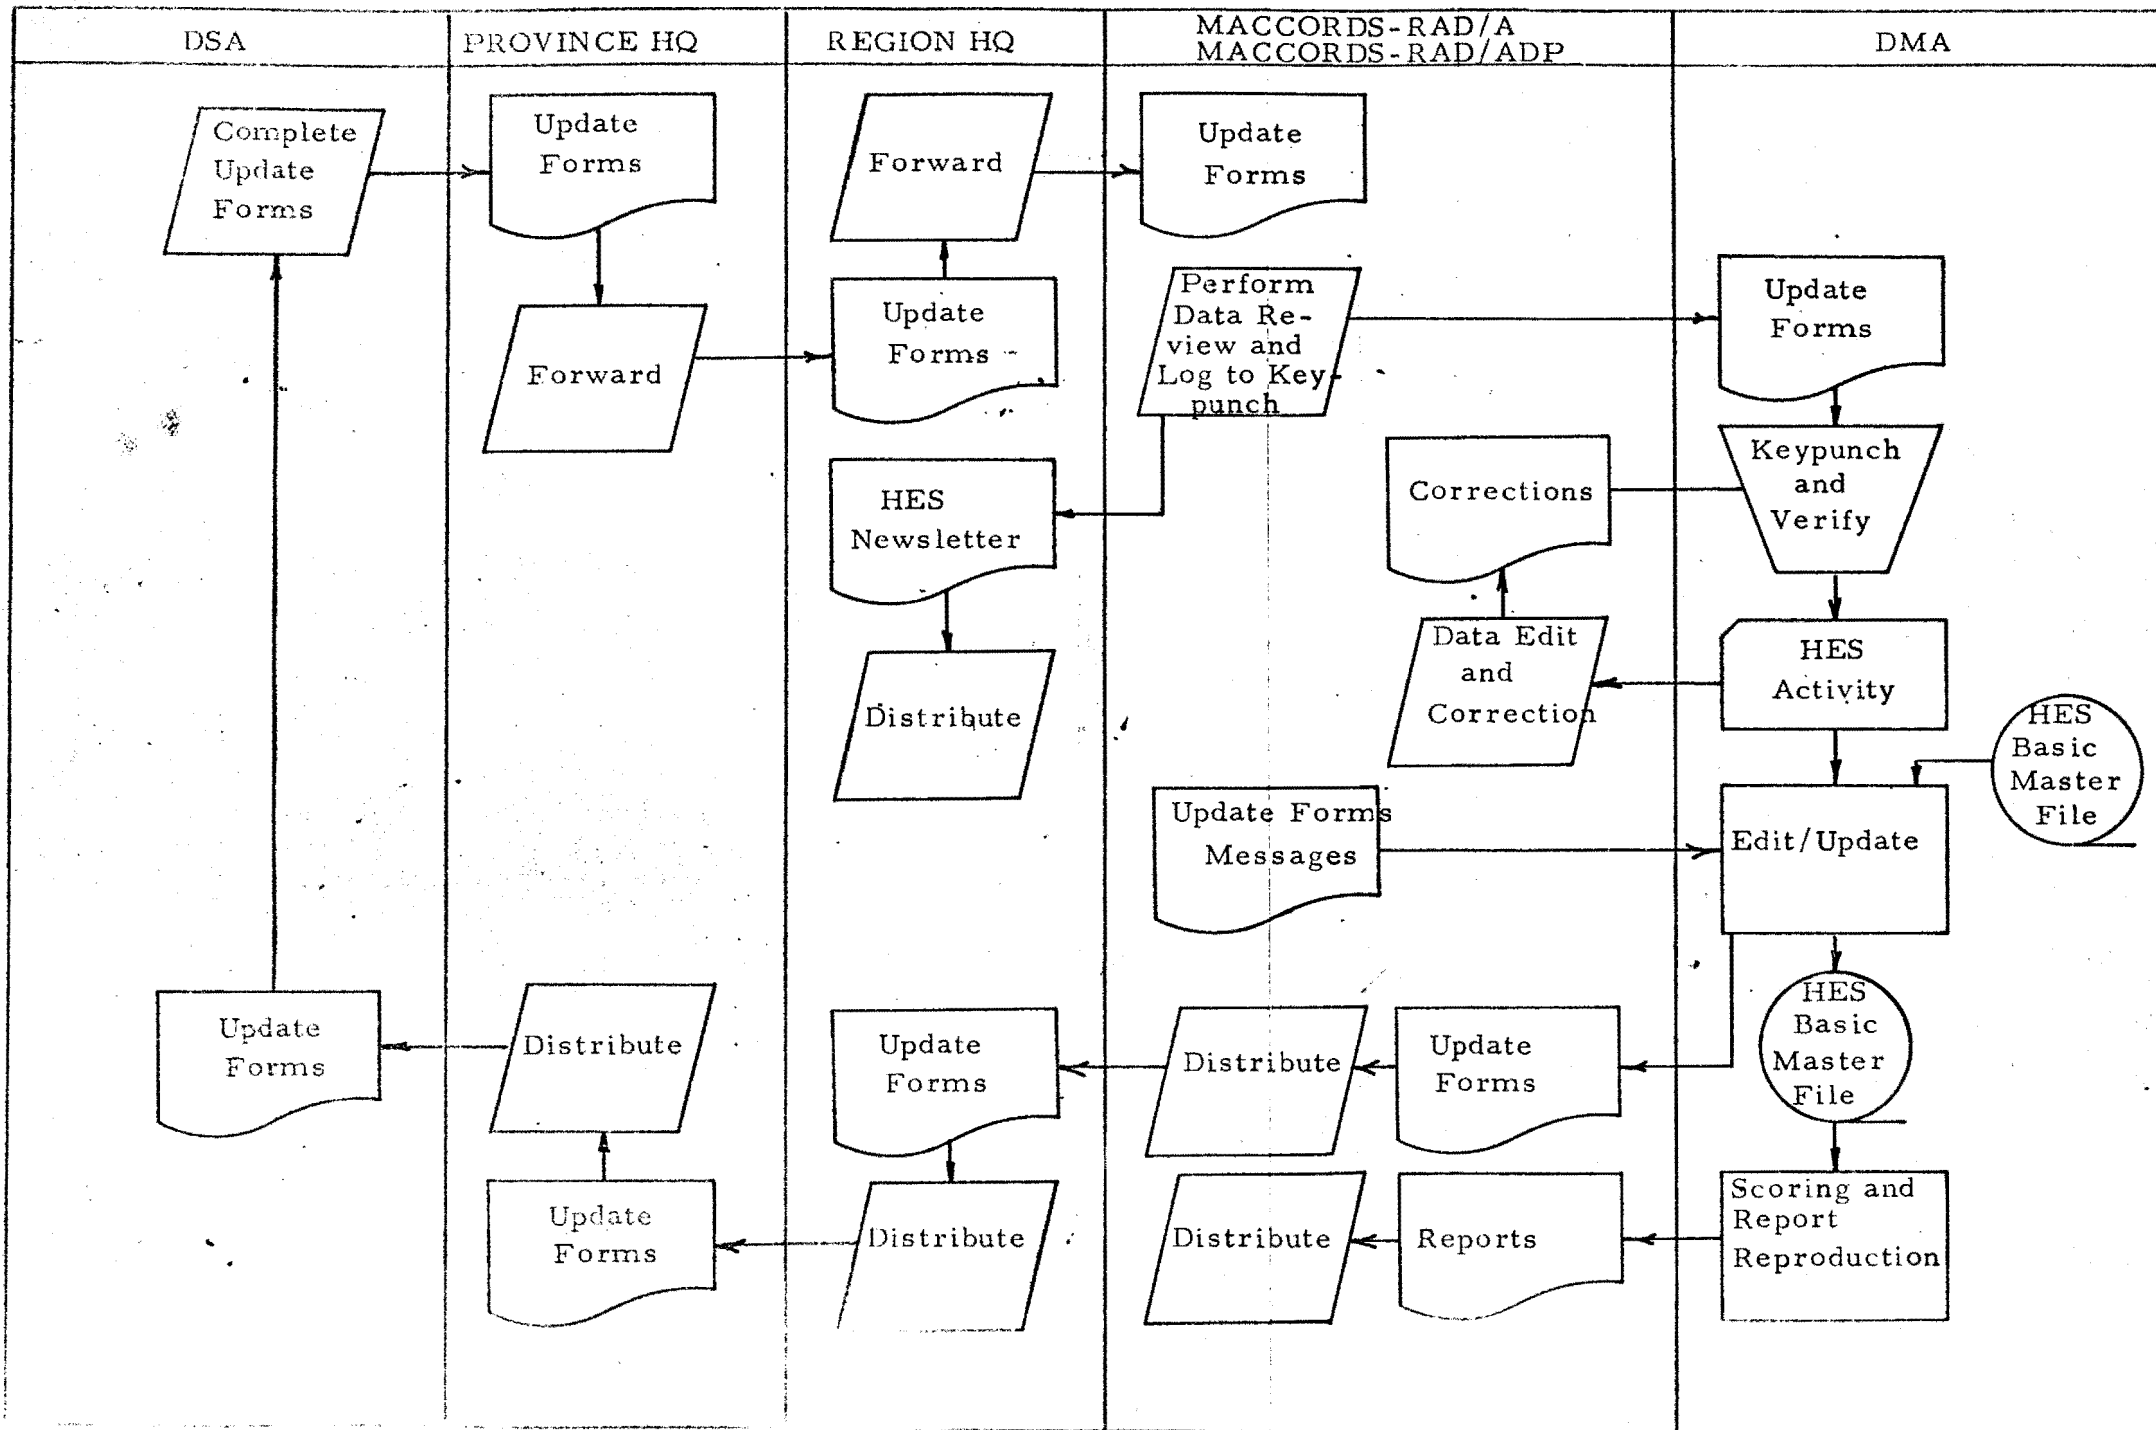 DSA
PROVINCE HQ
REGION HQ
MACCORDS-RAD/A
MACCORDS-RAD/ADP
DMA
Complete
Update
Forms
Update
Forms
Update
Forms
Distribute
Update
Forms
Forward
Forward
Update
Forms
HES
Newsletter
Distribute
Update
Forms
Distribute
Update
Forms
Perform
Data Re-
view and
Log to Key-
punch
Corrections
Data Edit
and
Correction
Update Forms
Messages
Distribute
Update
Forms
Distribute
Reports
Update
Forms
Keypunch
and
Verify
HES
Activity
HES
Basic
Master
File
Edit/Update
HES
Basic
Master
File
Scoring and
Report
Reproduction